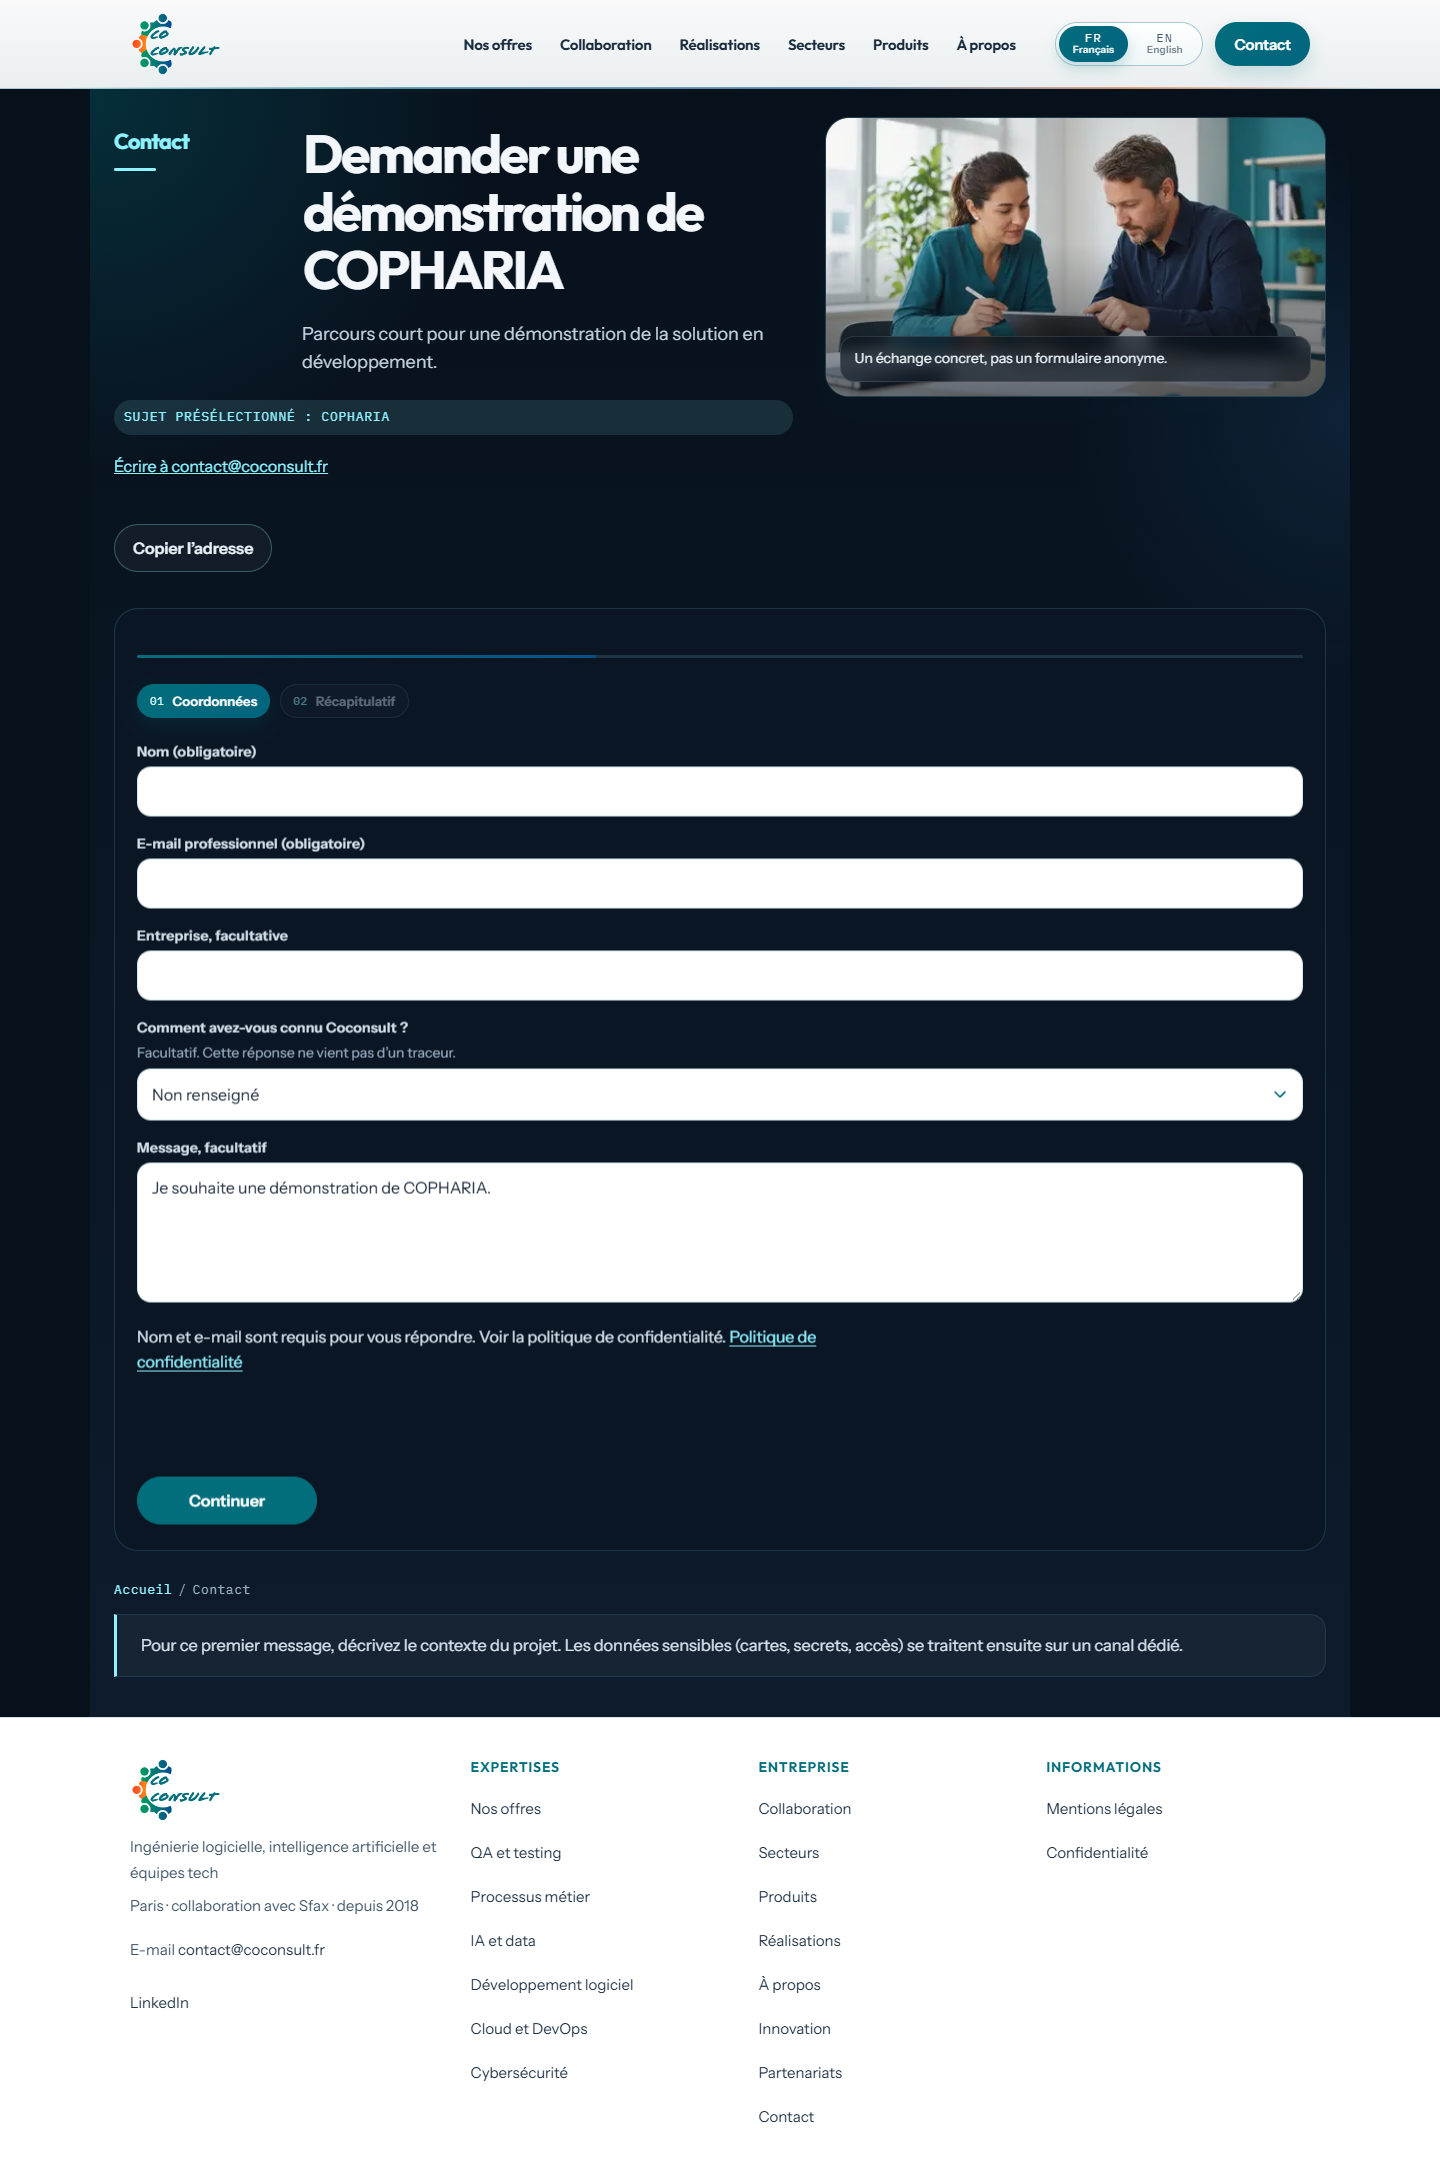 CO
CONSULT
Nos offres
Collaboration
Réalisations
Secteurs
Produits
À propos
FR
Français
EN
English
Contact
Contact
Demander une
démonstration de
COPHARIA
Parcours court pour une démonstration de la solution en
développement.
Un échange concret, pas un formulaire anonyme.
SUJET PRÉSÉLECTIONNÉ : COPHARIA
Écrire à contact@coconsult.fr
Copier l’adresse
01 Coordonnées
02 Récapitulatif
Nom (obligatoire)
E-mail professionnel (obligatoire)
Entreprise, facultative
Comment avez-vous connu Coconsult ?
Facultatif. Cette réponse ne vient pas d’un traceur.
Non renseigné
Message, facultatif
Je souhaite une démonstration de COPHARIA.
Nom et e-mail sont requis pour vous répondre. Voir la politique de confidentialité. Politique de
confidentialité
Continuer
Accueil / Contact
Pour ce premier message, décrivez le contexte du projet. Les données sensibles (cartes, secrets, accès) se traitent ensuite sur un canal dédié.
CO
CONSULT
Ingénierie logicielle, intelligence artificielle et
équipes tech
Paris · collaboration avec Sfax · depuis 2018
E-mail contact@coconsult.fr
LinkedIn
EXPERTISES
Nos offres
QA et testing
Processus métier
IA et data
Développement logiciel
Cloud et DevOps
Cybersécurité
ENTREPRISE
Collaboration
Secteurs
Produits
Réalisations
À propos
Innovation
Partenariats
Contact
INFORMATIONS
Mentions légales
Confidentialité